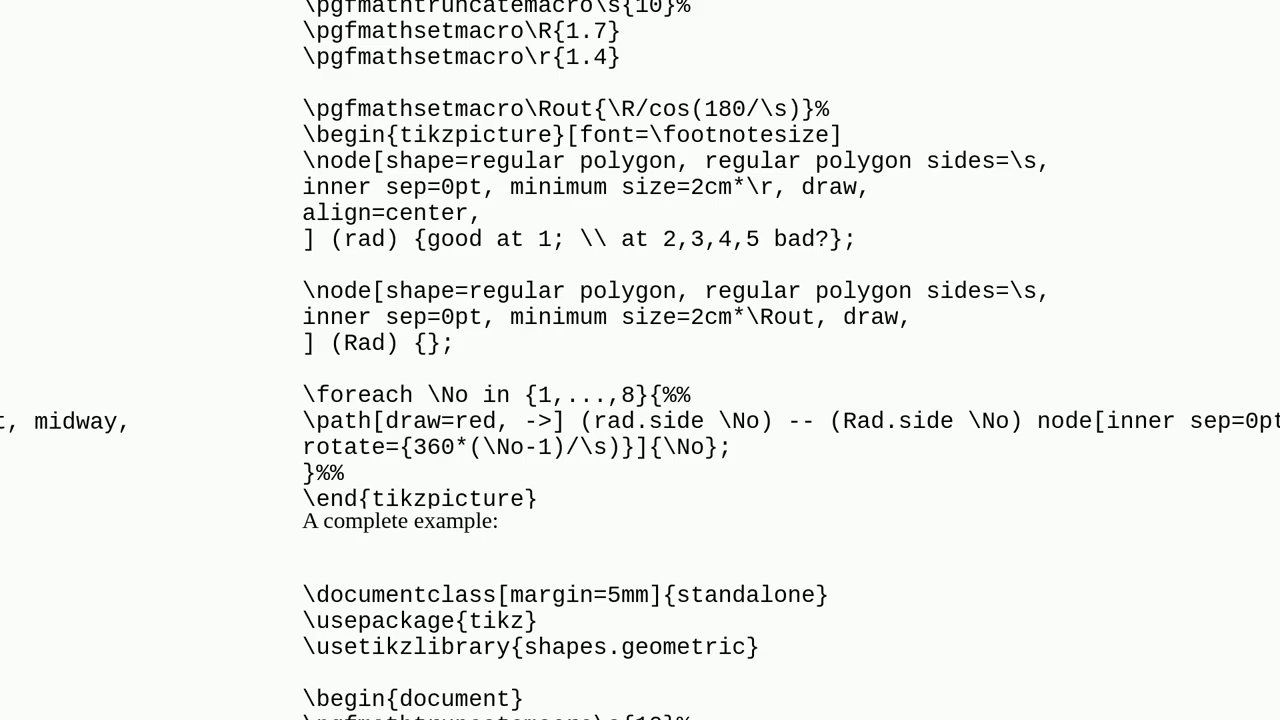 \pgfmathtruncatemacro\s{10}%
\pgfmathsetmacro\R{1.7}
\pgfmathsetmacro\r{1.4}
\pgfmathsetmacro\Rout{\R/cos(180/\s)}%
\begin{tikzpicture}[font=\footnotesize]
\node[shape=regular polygon, regular polygon sides=\s,
inner sep=0pt, minimum size=2cm*\r, draw,
align=center,
] (rad) {good at 1; \\ at 2,3,4,5 bad?};
\node[shape=regular polygon, regular polygon sides=\s,
inner sep=0pt, minimum size=2cm*\Rout, draw,
] (Rad) {};
\foreach \No in {1,...,8}{%%
t, midway,
\path[draw=red, ->] (rad.side \No) -- (Rad.side \No) node[inner sep=0pt
rotate={360*(\No-1)/\s)}]{\No};
}%%
\end{tikzpicture}
A complete example:
\documentclass[margin=5mm]{standalone}
\usepackage{tikz}
\usetikzlibrary{shapes.geometric}
\begin{document}
\pgfmathtruncatemacro\s{10}%